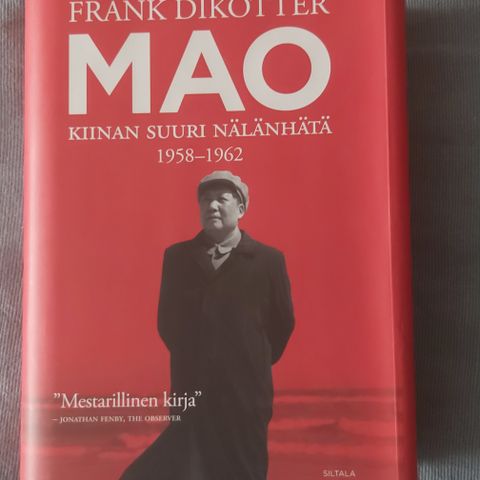 FRANK DIKÖTTER
MAO
KIINAN SUURI NÄLÄNHÄTÄ
1958–1962
”Mestarillinen kirja”
– JONATHAN FENBY, THE OBSERVER
SILTALA